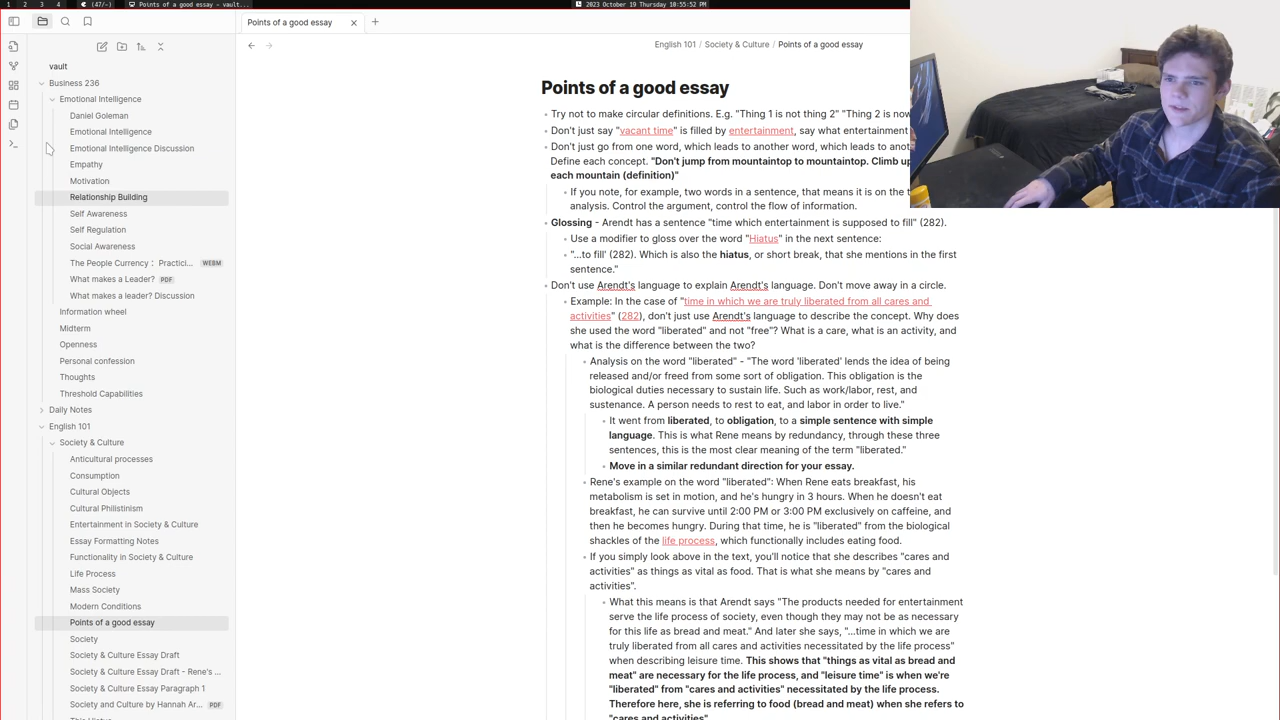 1 2 3 4 (47/~) Points of a good essay - vault... 2023 October 19 Thursday 10:55:52 PM
Points of a good essay
English 101 / Society & Culture / Points of a good essay
vault
Business 236
Emotional Intelligence
Daniel Goleman
Emotional Intelligence
Emotional Intelligence Discussion
Empathy
Motivation
Relationship Building
Self Awareness
Self Regulation
Social Awareness
The People Currency : Practici... WEBM
What makes a Leader? PDF
What makes a leader? Discussion
Information wheel
Midterm
Openness
Personal confession
Thoughts
Threshold Capabilities
Daily Notes
English 101
Society & Culture
Anticultural processes
Consumption
Cultural Objects
Cultural Philistinism
Entertainment in Society & Culture
Essay Formatting Notes
Functionality in Society & Culture
Life Process
Mass Society
Modern Conditions
Points of a good essay
Society
Society & Culture Essay Draft
Society & Culture Essay Draft - Rene's ...
Society & Culture Essay Paragraph 1
Society and Culture by Hannah Ar... PDF
Points of a good essay
Try not to make circular definitions. E.g. "Thing 1 is not thing 2" "Thing 2 is now
Don't just say "vacant time" is filled by entertainment, say what entertainment
Don't just go from one word, which leads to another word, which leads to anot
Define each concept. "Don't jump from mountaintop to mountaintop. Climb up
each mountain (definition)"
If you note, for example, two words in a sentence, that means it is on the t
analysis. Control the argument, control the flow of information.
Glossing - Arendt has a sentence "time which entertainment is supposed to fill" (282).
Use a modifier to gloss over the word "Hiatus" in the next sentence:
"...to fill' (282). Which is also the hiatus, or short break, that she mentions in the first
sentence."
Don't use Arendt's language to explain Arendt's language. Don't move away in a circle.
Example: In the case of "time in which we are truly liberated from all cares and
activities" (282), don't just use Arendt's language to describe the concept. Why does
she used the word "liberated" and not "free"? What is a care, what is an activity, and
what is the difference between the two?
Analysis on the word "liberated" - "The word 'liberated' lends the idea of being
released and/or freed from some sort of obligation. This obligation is the
biological duties necessary to sustain life. Such as work/labor, rest, and
sustenance. A person needs to rest to eat, and labor in order to live."
It went from liberated, to obligation, to a simple sentence with simple
language. This is what Rene means by redundancy, through these three
sentences, this is the most clear meaning of the term "liberated."
Move in a similar redundant direction for your essay.
Rene's example on the word "liberated": When Rene eats breakfast, his
metabolism is set in motion, and he's hungry in 3 hours. When he doesn't eat
breakfast, he can survive until 2:00 PM or 3:00 PM exclusively on caffeine, and
then he becomes hungry. During that time, he is "liberated" from the biological
shackles of the life process, which functionally includes eating food.
If you simply look above in the text, you'll notice that she describes "cares and
activities" as things as vital as food. That is what she means by "cares and
activities".
What this means is that Arendt says "The products needed for entertainment
serve the life process of society, even though they may not be as necessary
for this life as bread and meat." And later she says, "...time in which we are
truly liberated from all cares and activities necessitated by the life process"
when describing leisure time. This shows that "things as vital as bread and
meat" are necessary for the life process, and "leisure time" is when we're
"liberated" from "cares and activities" necessitated by the life process.
Therefore here, she is referring to food (bread and meat) when she refers to
"cares and activities"